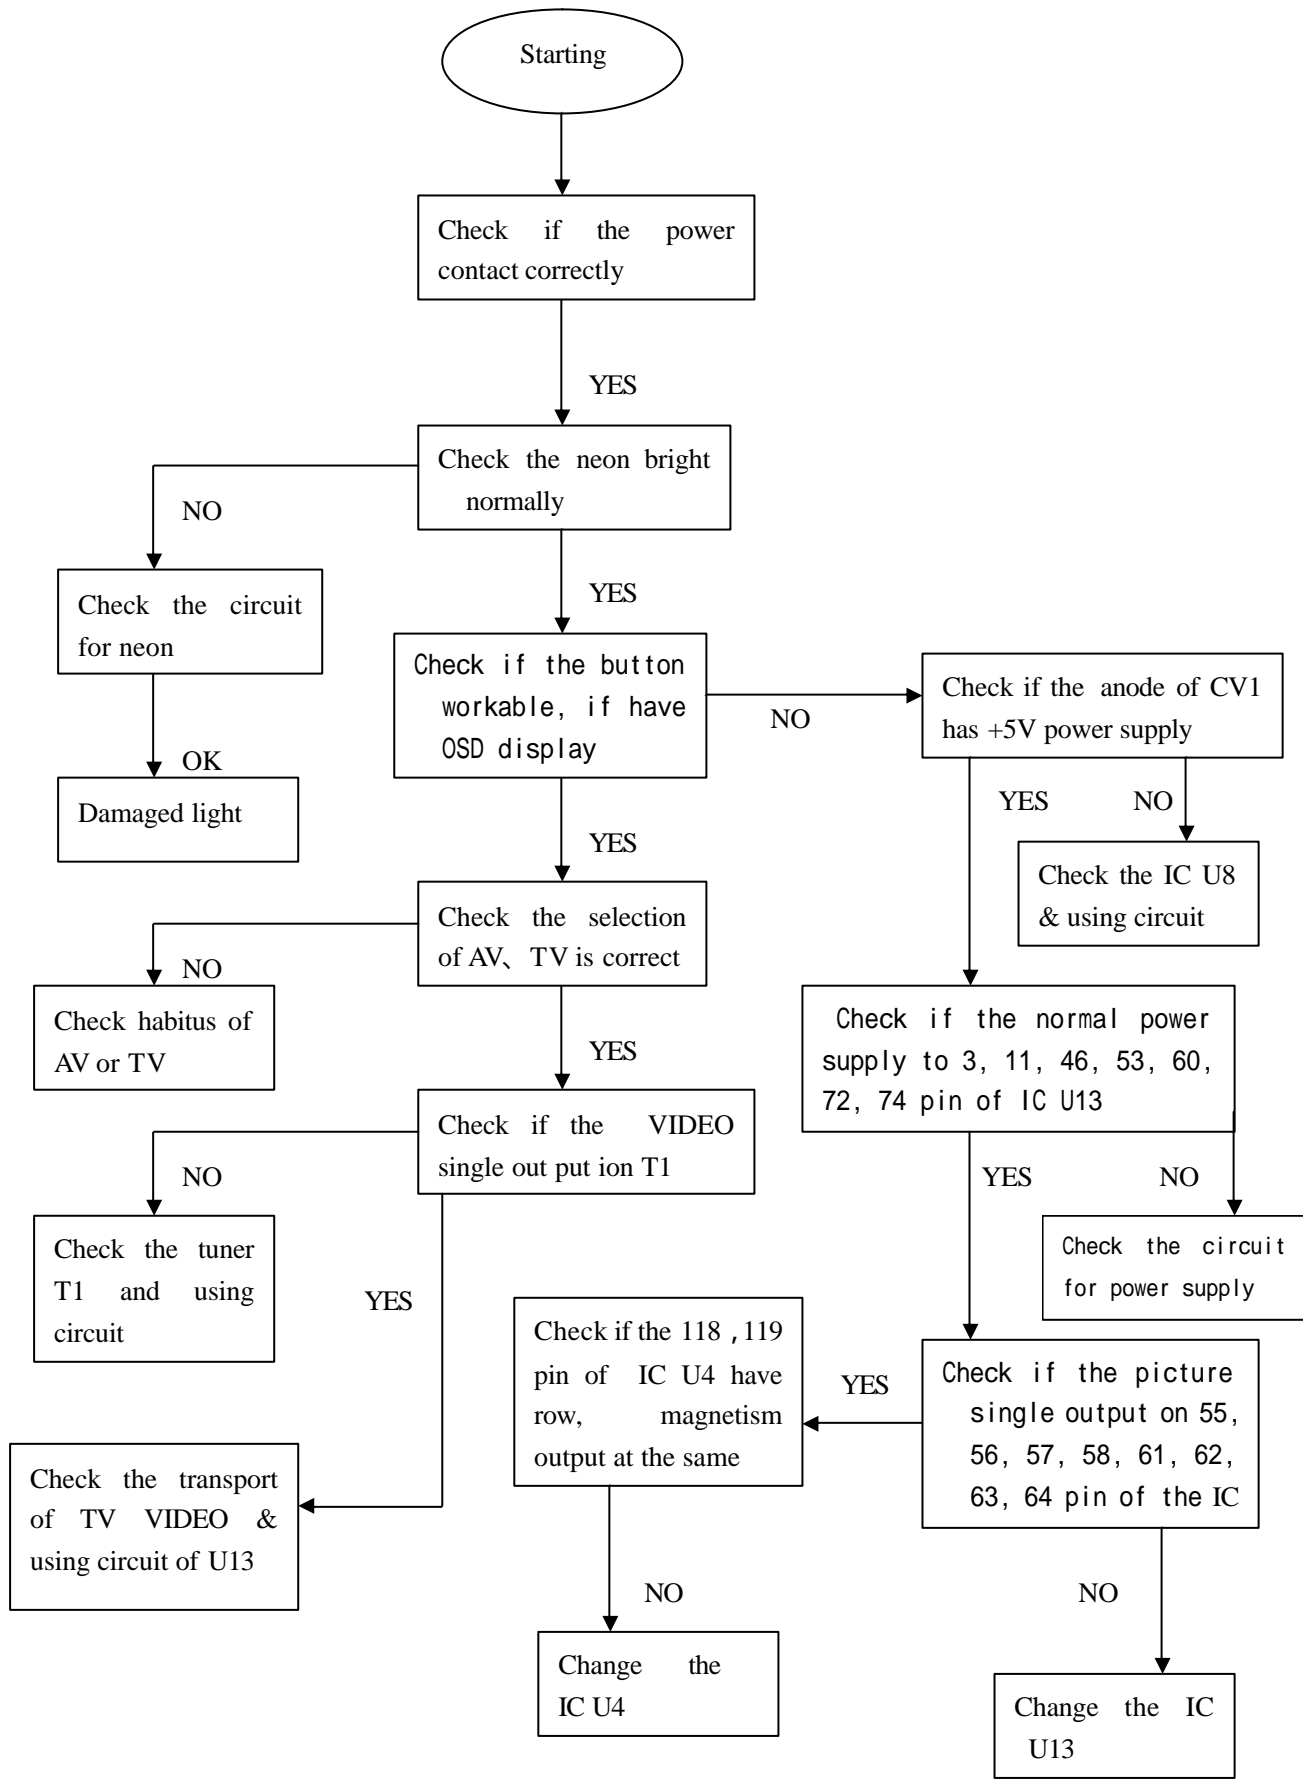 Starting
Check if the power
contact correctly
YES
Check the neon bright
normally
NO
YES
Check the circuit
for neon
OK
Damaged light
Check if the button
workable, if have
OSD display
NO
Check if the anode of CV1
has +5V power supply
YES
NO
Check the IC U8
& using circuit
YES
Check the selection
of AV、TV is correct
NO
Check habitus of
AV or TV
YES
Check if the normal power
supply to 3, 11, 46, 53, 60,
72, 74 pin of IC U13
Check if the VIDEO
single out put ion T1
NO
YES
NO
Check the tuner
T1 and using
circuit
YES
Check the circuit
for power supply
Check if the 118 ,119
pin of IC U4 have
row, magnetism
output at the same
YES
Check if the picture
single output on 55,
56, 57, 58, 61, 62,
63, 64 pin of the IC
Check the transport
of TV VIDEO &
using circuit of U13
NO
NO
Change the
IC U4
Change the IC
U13